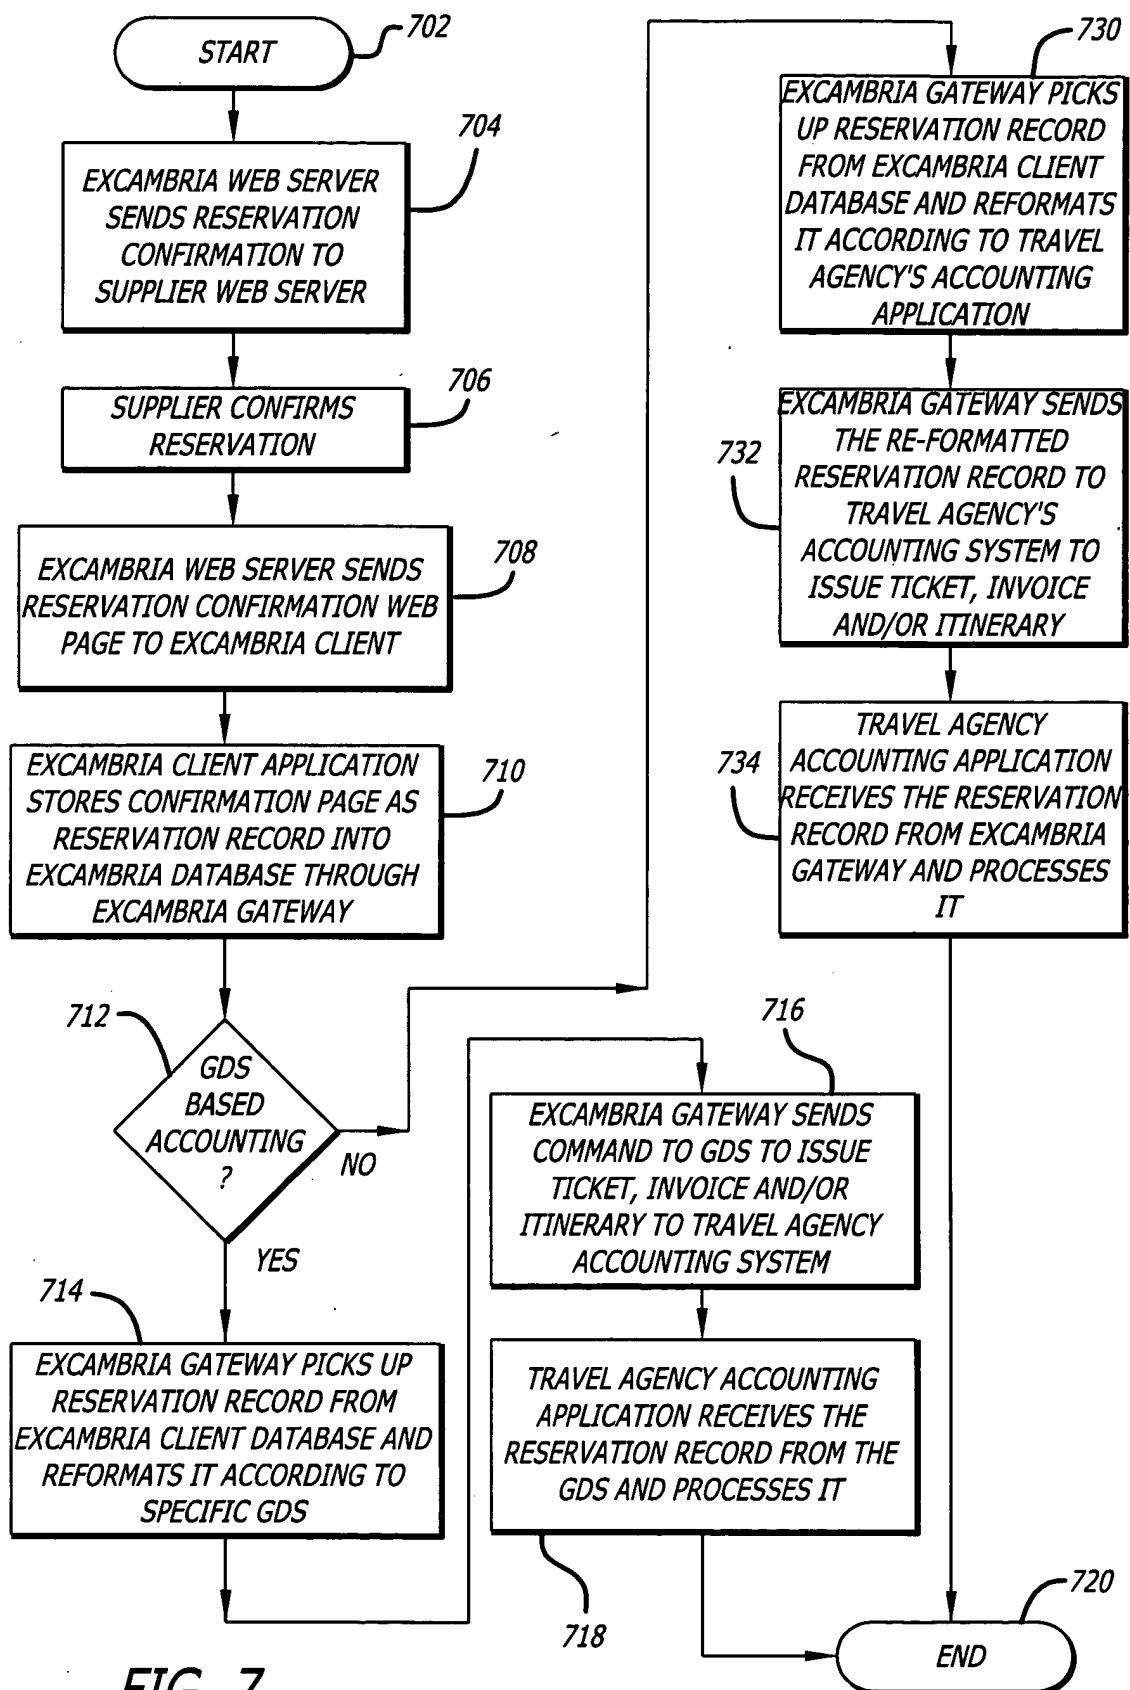 START
702
EXCAMBRIA WEB SERVER
SENDS RESERVATION
CONFIRMATION TO
SUPPLIER WEB SERVER
704
SUPPLIER CONFIRMS
RESERVATION
706
EXCAMBRIA WEB SERVER SENDS
RESERVATION CONFIRMATION WEB
PAGE TO EXCAMBRIA CLIENT
708
EXCAMBRIA CLIENT APPLICATION
STORES CONFIRMATION PAGE AS
RESERVATION RECORD INTO
EXCAMBRIA DATABASE THROUGH
EXCAMBRIA GATEWAY
710
712
GDS
BASED
ACCOUNTING
?
NO
YES
714
EXCAMBRIA GATEWAY PICKS UP
RESERVATION RECORD FROM
EXCAMBRIA CLIENT DATABASE AND
REFORMATS IT ACCORDING TO
SPECIFIC GDS
716
EXCAMBRIA GATEWAY SENDS
COMMAND TO GDS TO ISSUE
TICKET, INVOICE AND/OR
ITINERARY TO TRAVEL AGENCY
ACCOUNTING SYSTEM
TRAVEL AGENCY ACCOUNTING
APPLICATION RECEIVES THE
RESERVATION RECORD FROM THE
GDS AND PROCESSES IT
718
730
EXCAMBRIA GATEWAY PICKS
UP RESERVATION RECORD
FROM EXCAMBRIA CLIENT
DATABASE AND REFORMATS
IT ACCORDING TO TRAVEL
AGENCY'S ACCOUNTING
APPLICATION
732
EXCAMBRIA GATEWAY SENDS
THE RE-FORMATTED
RESERVATION RECORD TO
TRAVEL AGENCY'S
ACCOUNTING SYSTEM TO
ISSUE TICKET, INVOICE
AND/OR ITINERARY
734
TRAVEL AGENCY
ACCOUNTING APPLICATION
RECEIVES THE RESERVATION
RECORD FROM EXCAMBRIA
GATEWAY AND PROCESSES
IT
720
END
FIG. 7